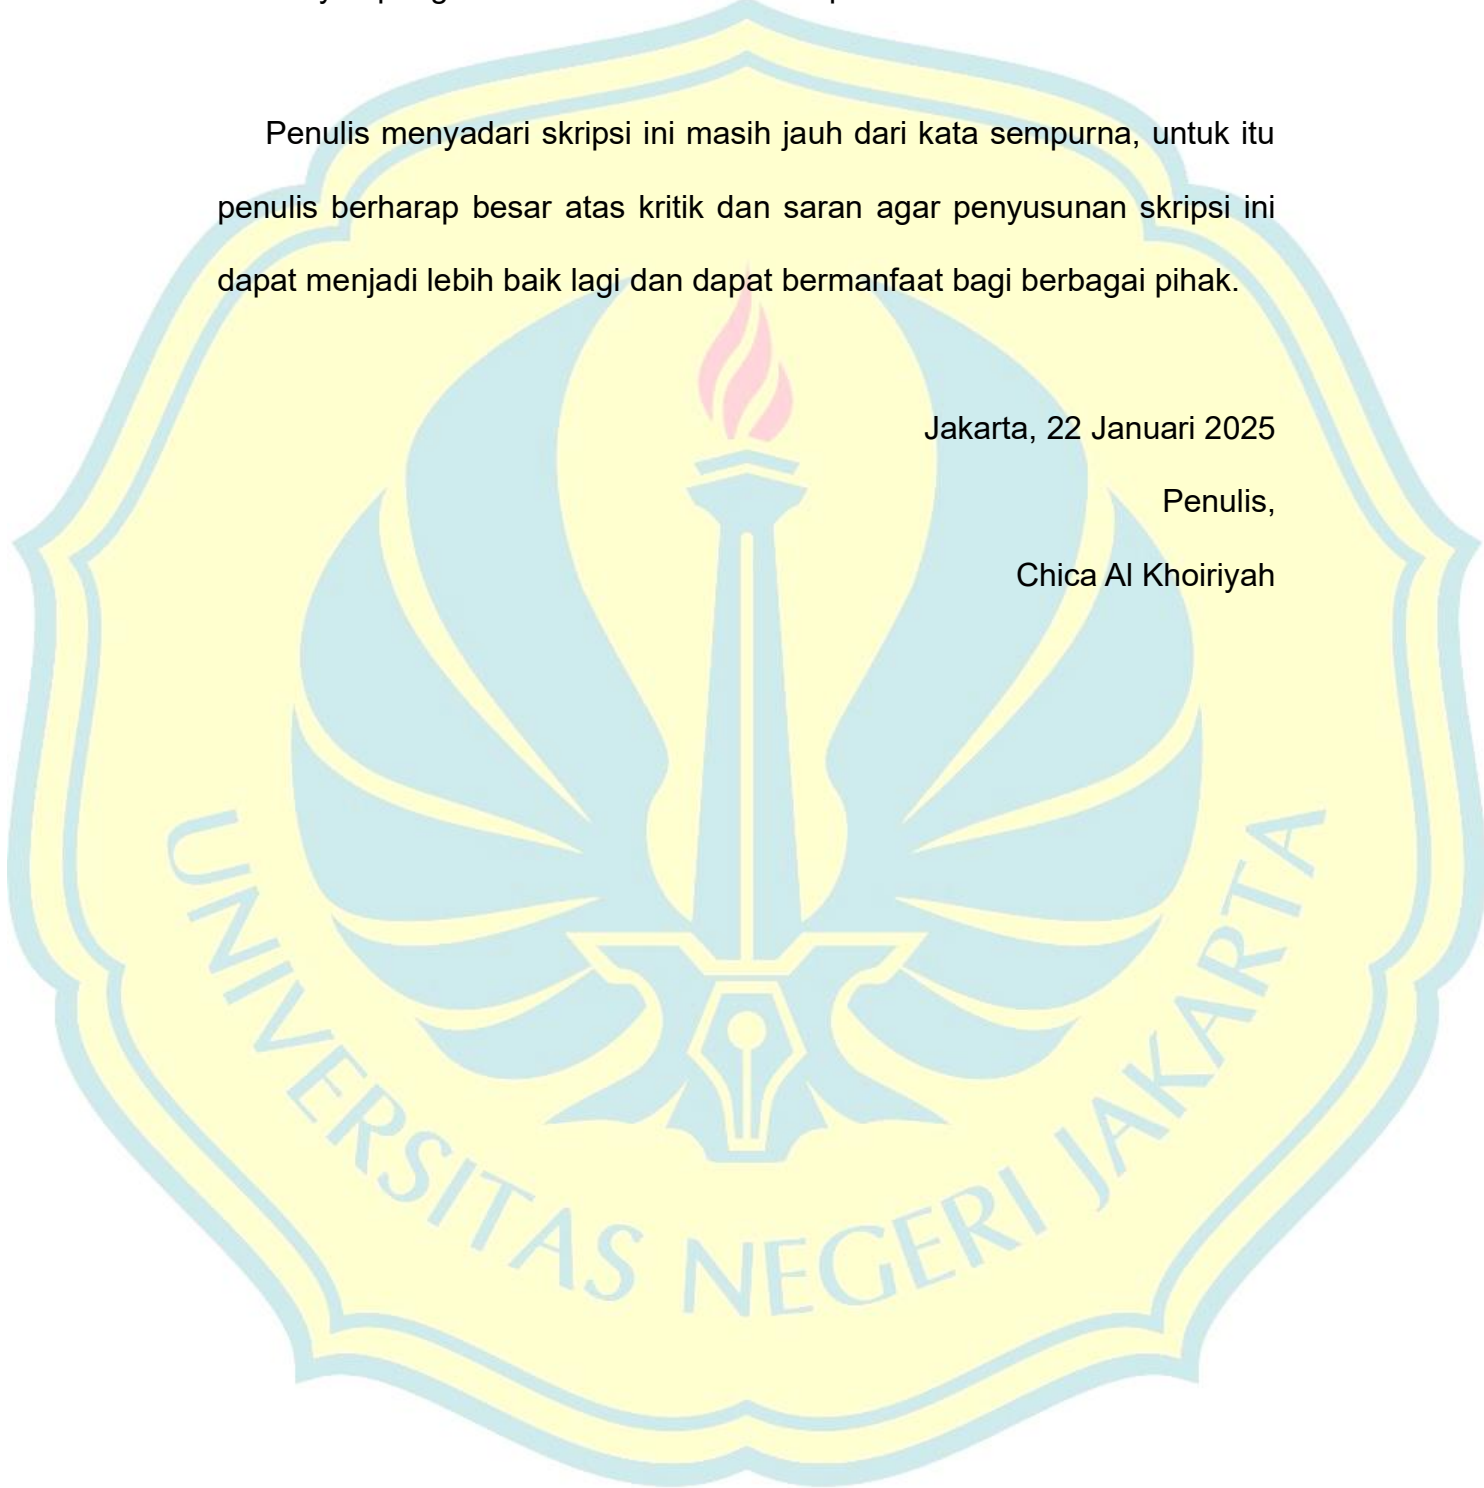 Penulis menyadari skripsi ini masih jauh dari kata sempurna, untuk itu
penulis berharap besar atas kritik dan saran agar penyusunan skripsi ini
dapat menjadi lebih baik lagi dan dapat bermanfaat bagi berbagai pihak.
Jakarta, 22 Januari 2025
Penulis,
Chica Al Khoiriyah
UNIVERSITAS NEGERI JAKARTA